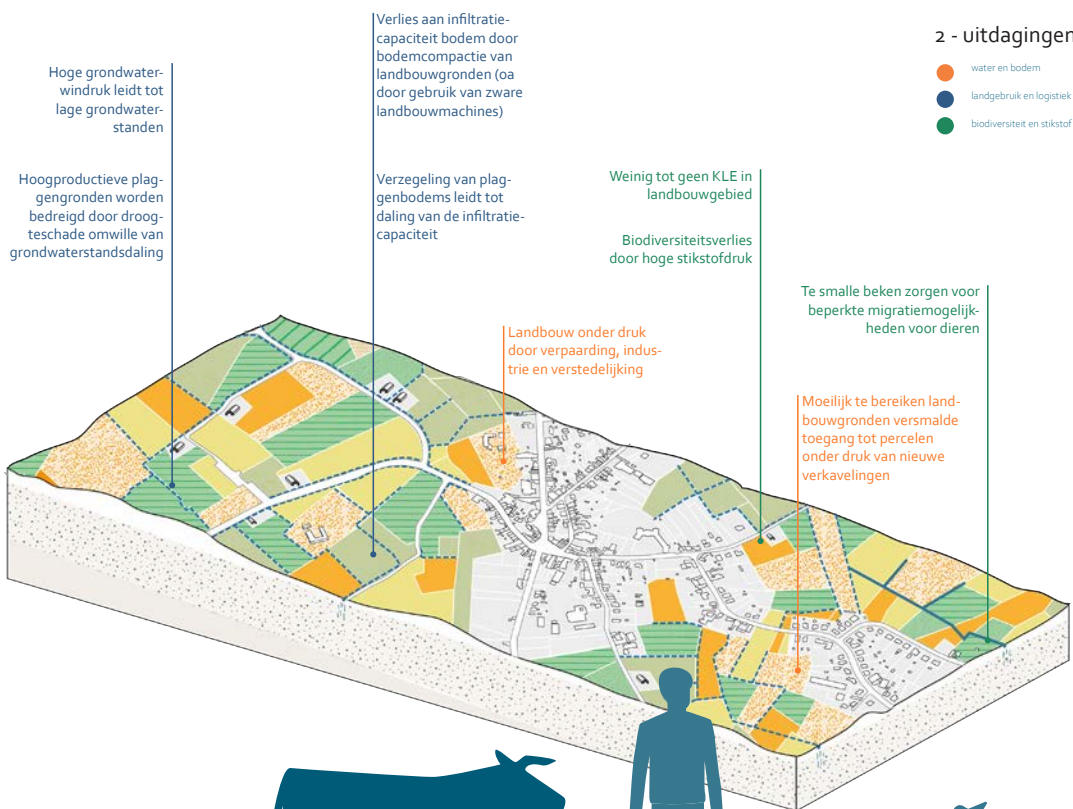 Verlies aan infiltratie-
capaciteit bodem door
bodemcompactie van
landbouwgronden (oa
door gebruik van zware
landbouwmachines)
Hoge grondwater-
windruk leidt tot
lage grondwater-
standen
2 - uitdagingen
water en bodem
landgebruik en logistiek
biodiversiteit en stikstof
Hoogproductieve plag-
gengronden worden
bedreigd door droog-
teschade omwille van
grondwaterstandsdaling
Verzegeling van plag-
genbodems leidt tot
daling van de infiltratie-
capaciteit
Weinig tot geen KLE in
landbouwgebied
Biodiversiteitsverlies
door hoge stikstofdruk
Te smalle beken zorgen voor
beperkte migratiemogelijk-
heden voor dieren
Landbouw onder druk
door verpaarding, indus-
trie en verstedelijking
Moeilijk te bereiken land-
bouwgronden versmalde
toegang tot percelen
onder druk van nieuwe
verkavelingen